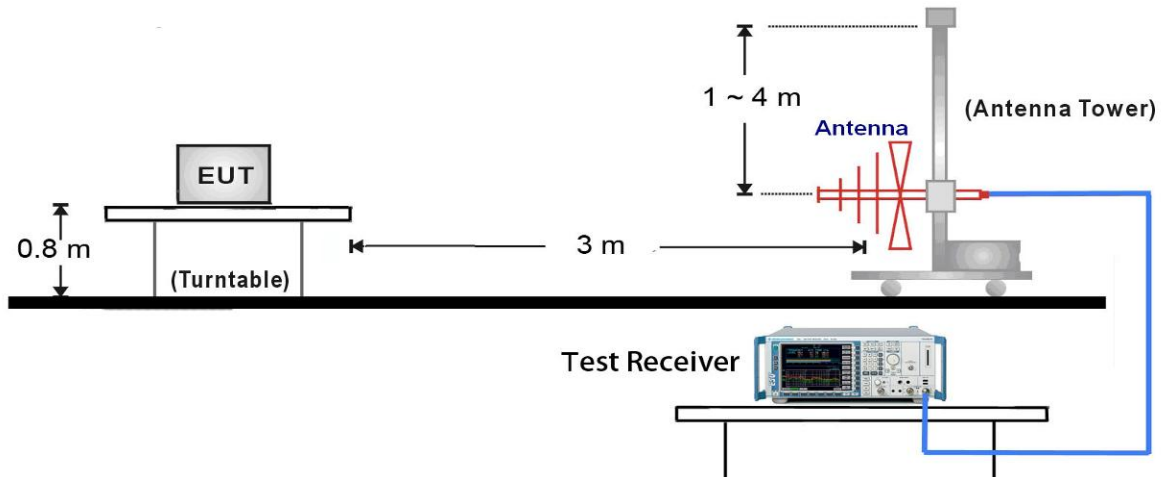 1 ~ 4 m
(Antenna Tower)
Antenna
EUT
0.8 m
3 m
(Turntable)
Test Receiver